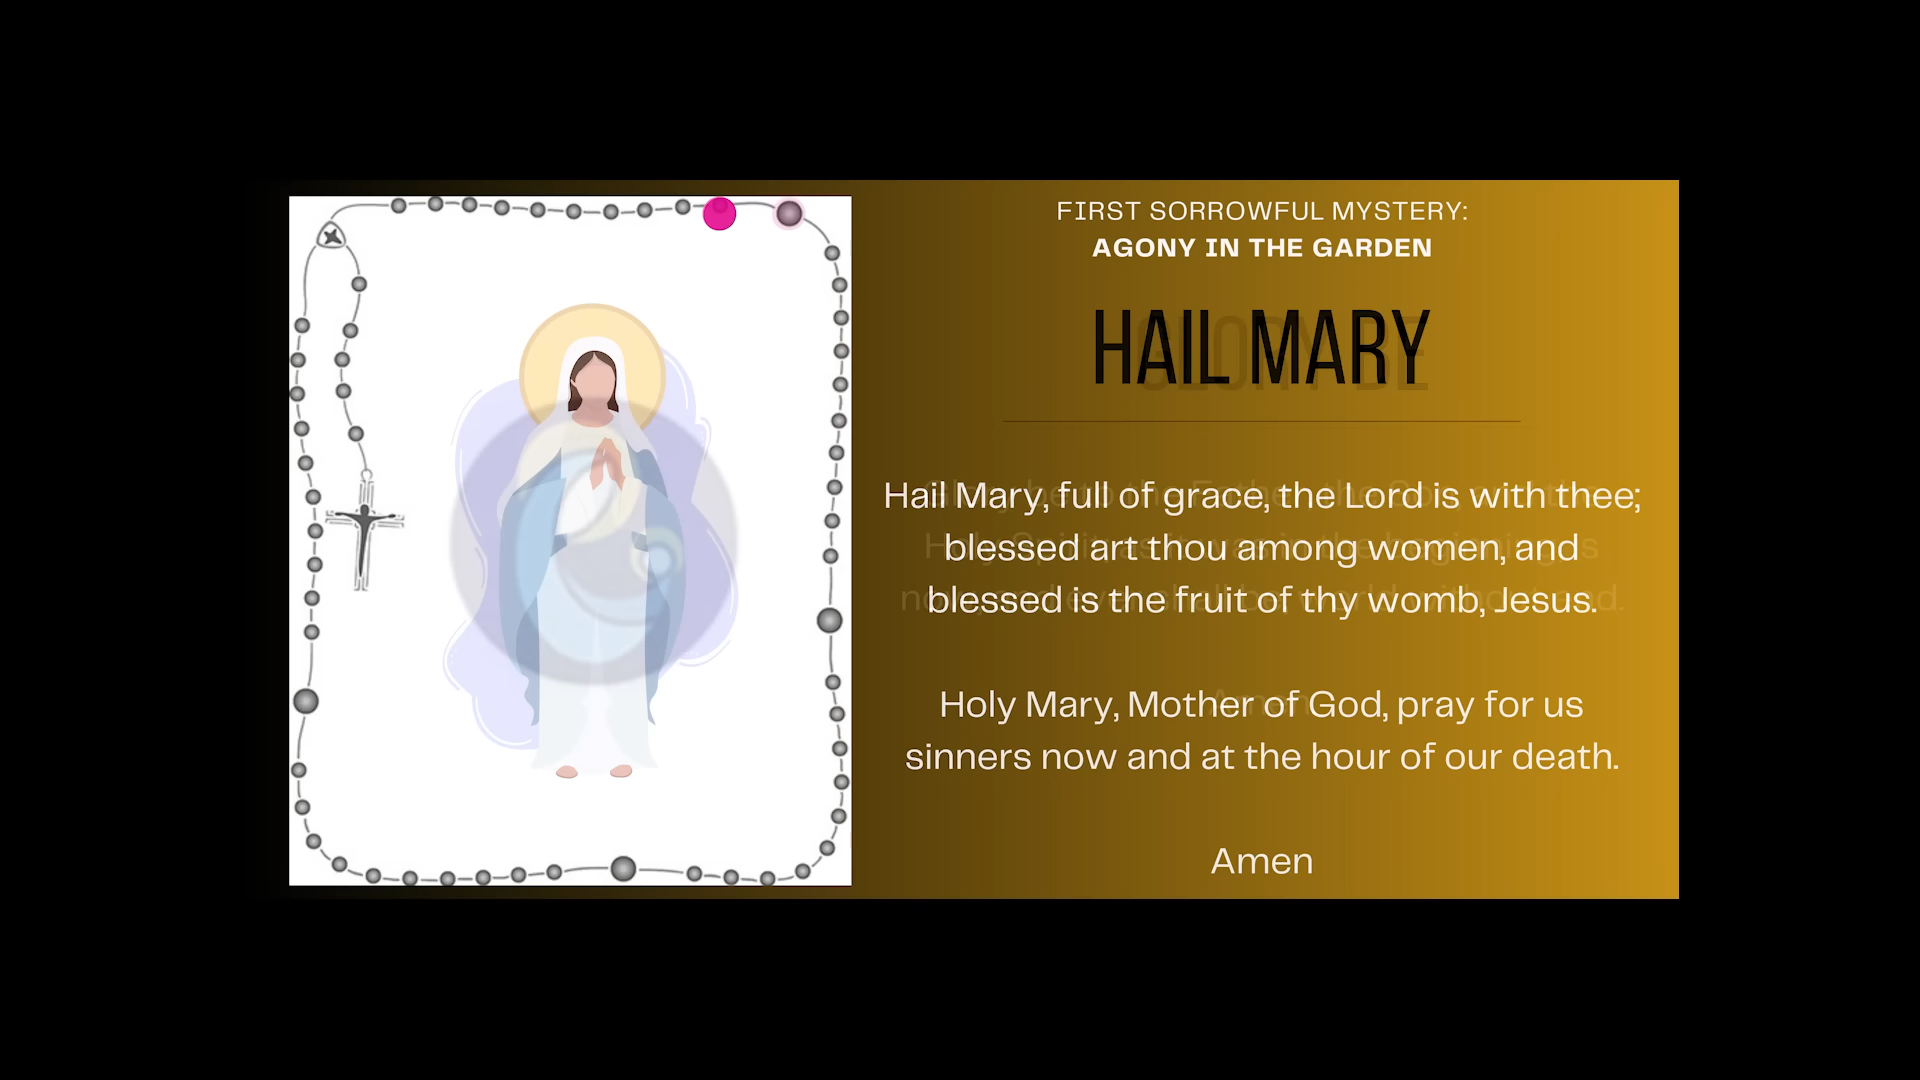 FIRST SORROWFUL MYSTERY:
AGONY IN THE GARDEN
HAIL MARY
GLORY BE
Hail Mary, full of grace, the Lord is with thee;
blessed art thou among women, and
blessed is the fruit of thy womb, Jesus.
Holy Mary, Mother of God, pray for us
sinners now and at the hour of our death.
Amen